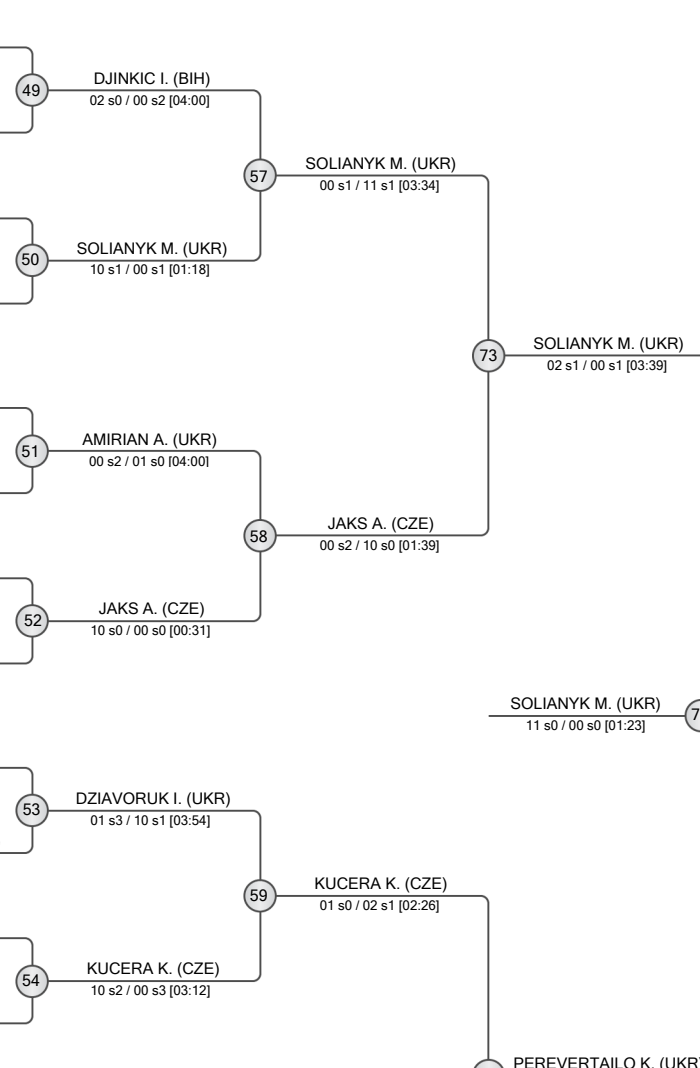 49
DJINKIC I. (BIH)
02 s0 / 00 s2 [04:00]
57
SOLIANYK M. (UKR)
00 s1 / 11 s1 [03:34]
50
SOLIANYK M. (UKR)
10 s1 / 00 s1 [01:18]
73
SOLIANYK M. (UKR)
02 s1 / 00 s1 [03:39]
51
AMIRIAN A. (UKR)
00 s2 / 01 s0 [04:00]
58
JAKS A. (CZE)
00 s2 / 10 s0 [01:39]
52
JAKS A. (CZE)
10 s0 / 00 s0 [00:31]
SOLIANYK M. (UKR)
11 s0 / 00 s0 [01:23]
53
DZIAVORUK I. (UKR)
01 s3 / 10 s1 [03:54]
59
KUCERA K. (CZE)
01 s0 / 02 s1 [02:26]
54
KUCERA K. (CZE)
10 s2 / 00 s3 [03:12]
PEREVERTAILO K. (UKR)